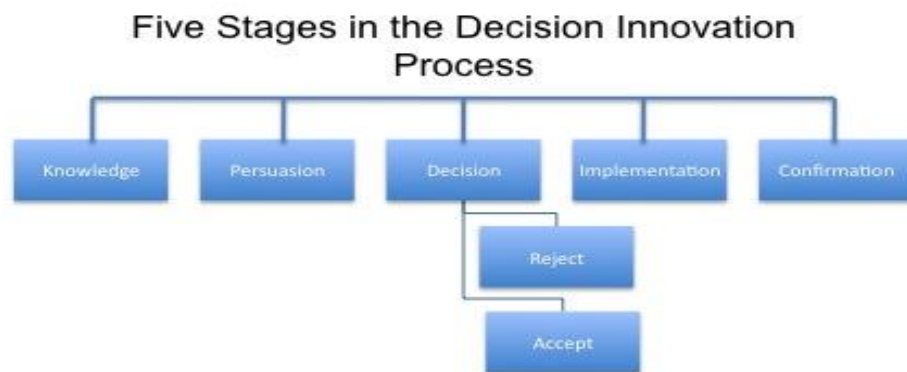 Five Stages in the Decision Innovation
Process
Knowledge
Persuasion
Decision
Implementation
Confirmation
Reject
Accept